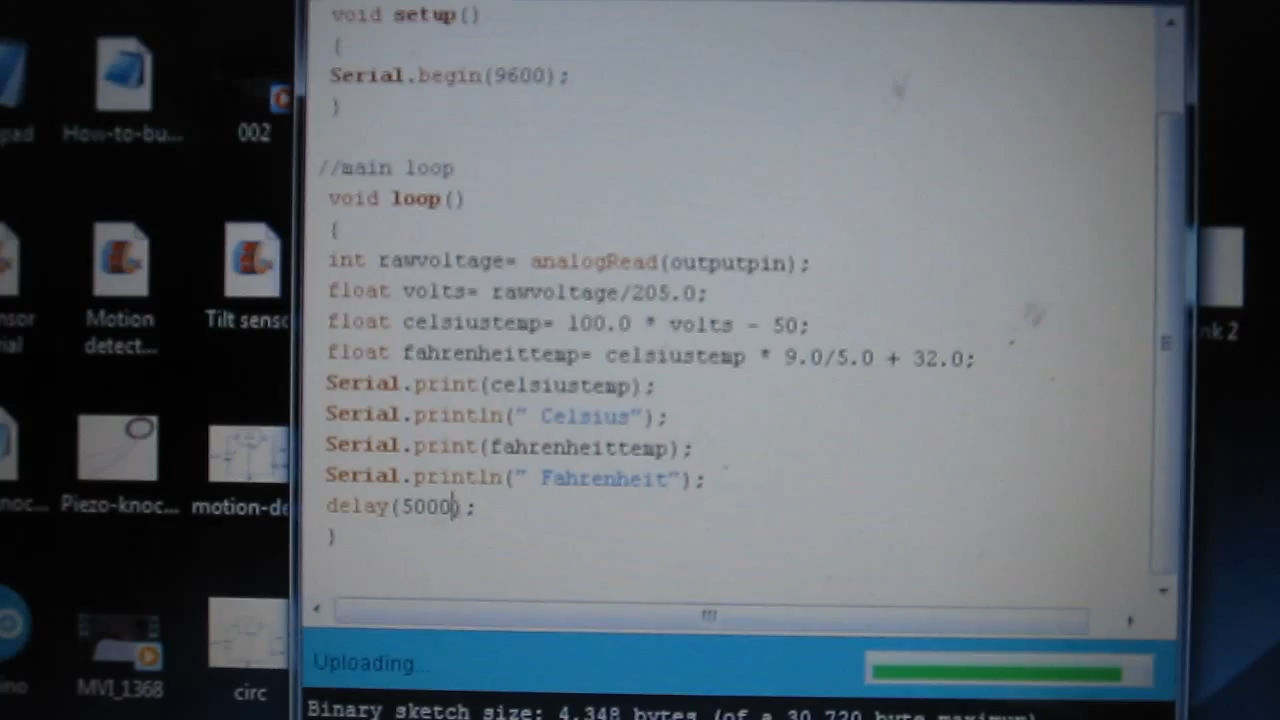 void setup()
{
Serial.begin(9600);
}
//main loop
void loop()
{
int rawvoltage= analogRead(outputpin);
float volts= rawvoltage/205.0;
float celsiustemp= 100.0 * volts - 50;
float fahrenheittemp= celsiustemp * 9.0/5.0 + 32.0;
Serial.print(celsiustemp);
Serial.println(" Celsius");
Serial.print(fahrenheittemp);
Serial.println(" Fahrenheit");
delay(5000);
}
Uploading...
Binary sketch size: 4,348 bytes (of a 30,720 byte maximum)
pad
How-to-bu...
002
Motion
detect...
Tilt senso
Piezo-knoc...
motion-de
MVI_1368
circ